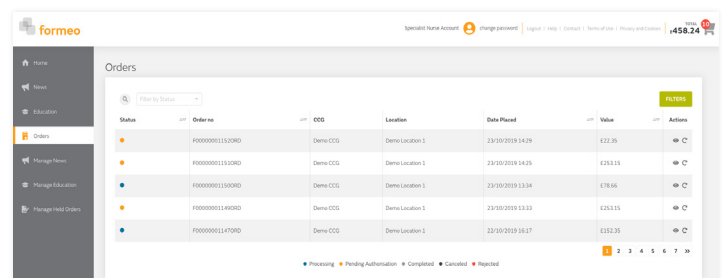 formeo
Specialist Nurse Account change password Logout | Help | Contact | Terms of Use | Privacy and Cookies TOTAL £458.24 10
Home
News
Education
Orders
Manage News
Manage Education
Manage Held Orders
Orders
Filter by Status
FILTERS
Status Order no CCG Location Date Placed Value Actions
F00000001152ORD Demo CCG Demo Location 1 23/10/2019 14:29 £22.35
F00000001151ORD Demo CCG Demo Location 1 23/10/2019 14:25 £253.15
F00000001150ORD Demo CCG Demo Location 1 23/10/2019 13:34 £78.66
F00000001149ORD Demo CCG Demo Location 1 23/10/2019 13:33 £253.15
F00000001147ORD Demo CCG Demo Location 1 22/10/2019 16:17 £152.35
1 2 3 4 5 6 7 »
Processing Pending Authorisation Completed Canceled Rejected